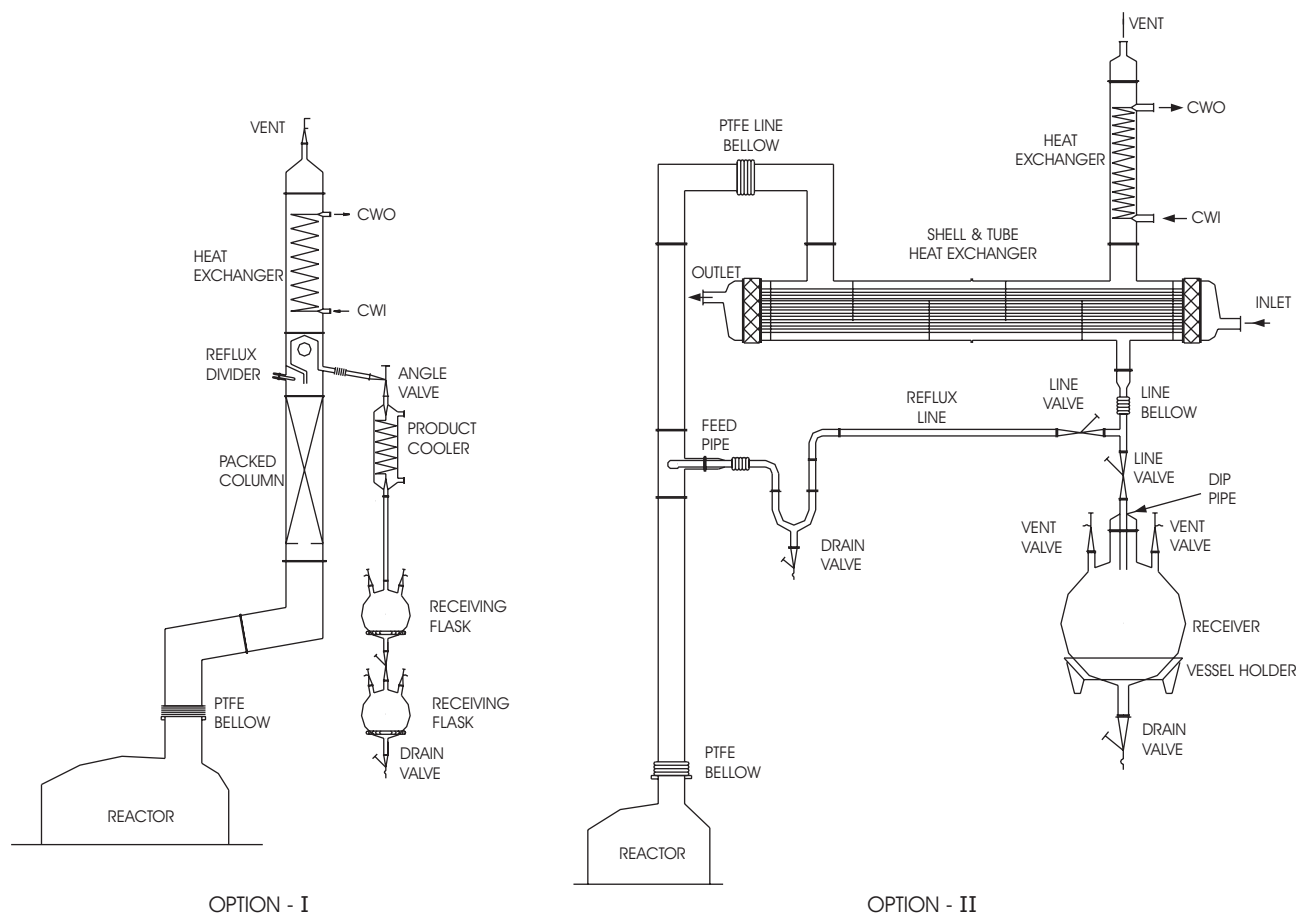 VENT
CWO
HEAT
EXCHANGER
CWI
REFLUX
DIVIDER
ANGLE
VALVE
PRODUCT
COOLER
PACKED
COLUMN
RECEIVING
FLASK
PTFE
BELLOW
RECEIVING
FLASK
DRAIN
VALVE
REACTOR
OPTION - I
VENT
CWO
PTFE LINE
BELLOW
HEAT
EXCHANGER
CWI
SHELL & TUBE
HEAT EXCHANGER
OUTLET
INLET
LINE
VALVE
REFLUX
LINE
LINE
BELLOW
FEED
PIPE
LINE
VALVE
DIP
PIPE
VENT
VALVE
VENT
VALVE
DRAIN
VALVE
RECEIVER
VESSEL HOLDER
DRAIN
VALVE
PTFE
BELLOW
REACTOR
OPTION - II